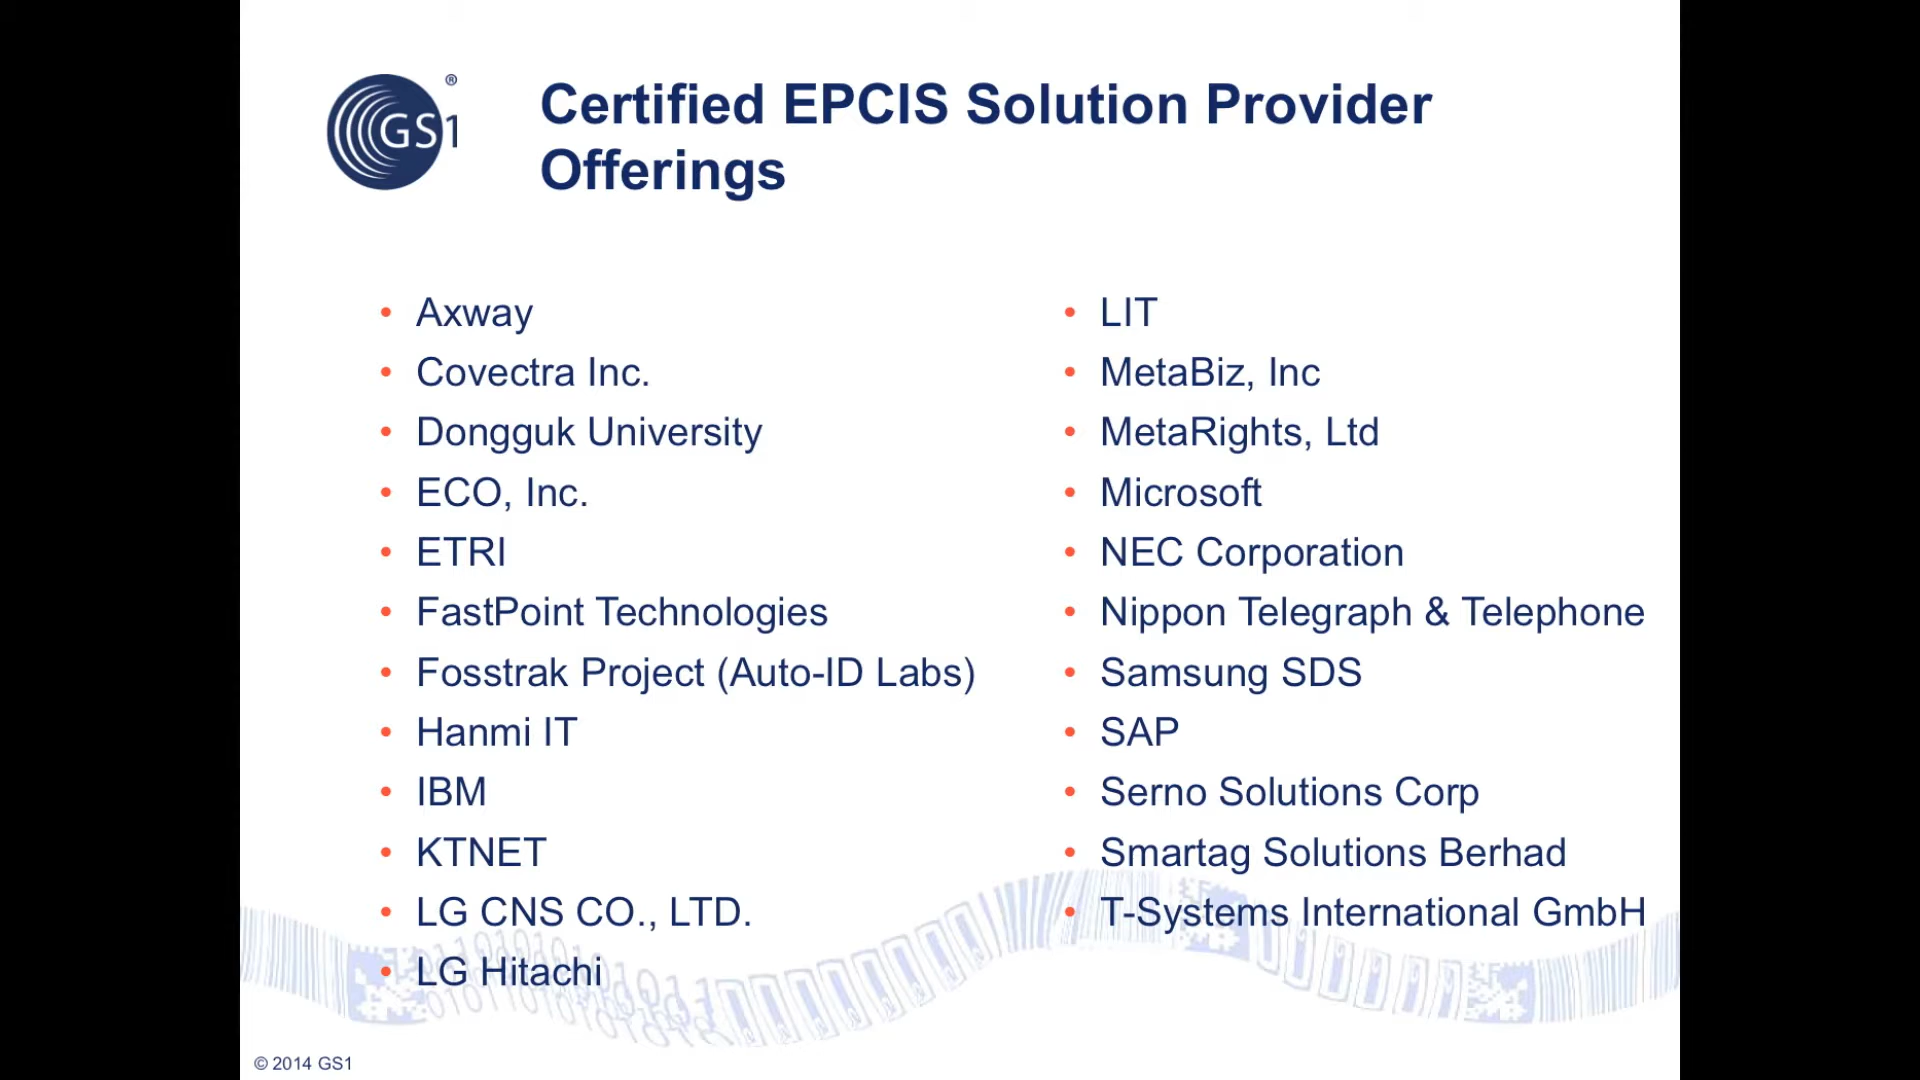 GS1®
Certified EPCIS Solution Provider
Offerings
• Axway
• Covectra Inc.
• Dongguk University
• ECO, Inc.
• ETRI
• FastPoint Technologies
• Fosstrak Project (Auto-ID Labs)
• Hanmi IT
• IBM
• KTNET
• LG CNS CO., LTD.
• LG Hitachi
• LIT
• MetaBiz, Inc
• MetaRights, Ltd
• Microsoft
• NEC Corporation
• Nippon Telegraph & Telephone
• Samsung SDS
• SAP
• Serno Solutions Corp
• Smartag Solutions Berhad
• T-Systems International GmbH
© 2014 GS1